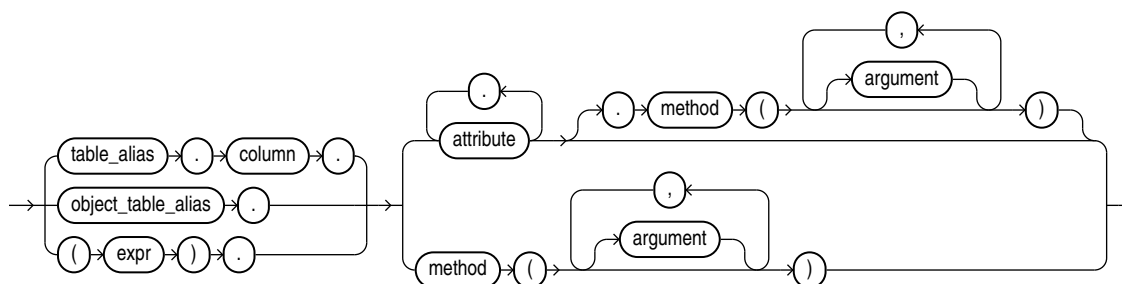 ,
argument
.
. method ( )
attribute
table_alias . column .
object_table_alias .
,
( expr ) .
argument
method ( )